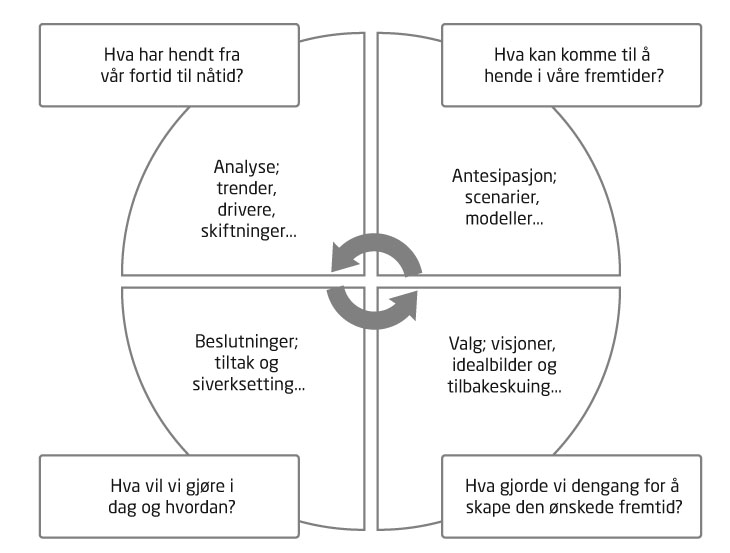 Hva har hendt fra
vår fortid til nåtid?
Hva kan komme til å
hende i våre fremtider?
Analyse;
trender,
drivere,
skiftninger...
Antesipasjon;
scenarier,
modeller...
Beslutninger;
tiltak og
siverksetting...
Valg; visjoner,
idealbilder og
tilbakeskuing...
Hva vil vi gjøre i
dag og hvordan?
Hva gjorde vi dengang for å
skape den ønskede fremtid?